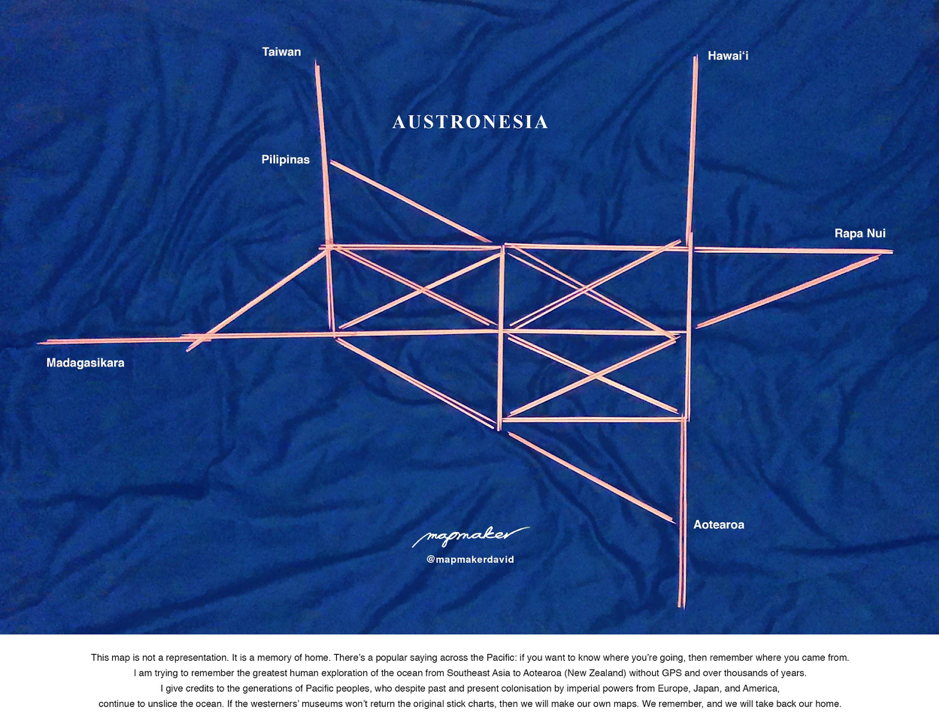 Taiwan
Hawaiʻi
AUSTRONESIA
Pilipinas
Rapa Nui
Madagasikara
Aotearoa
mapmaker
@mapmakerdavid
This map is not a representation. It is a memory of home. There's a popular saying across the Pacific: if you want to know where you're going, then remember where you came from.
I am trying to remember the greatest human exploration of the ocean from Southeast Asia to Aotearoa (New Zealand) without GPS and over thousands of years.
I give credits to the generations of Pacific peoples, who despite past and present colonisation by imperial powers from Europe, Japan, and America,
continue to unslice the ocean. If the westerners' museums won't return the original stick charts, then we will make our own maps. We remember, and we will take back our home.